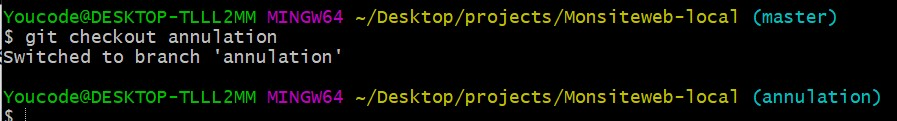 Youcode@DESKTOP-TLLL2MM MINGW64 ~/Desktop/projects/Monsiteweb-local (master)
$ git checkout annulation
Switched to branch 'annulation'
Youcode@DESKTOP-TLLL2MM MINGW64 ~/Desktop/projects/Monsiteweb-local (annulation)
$